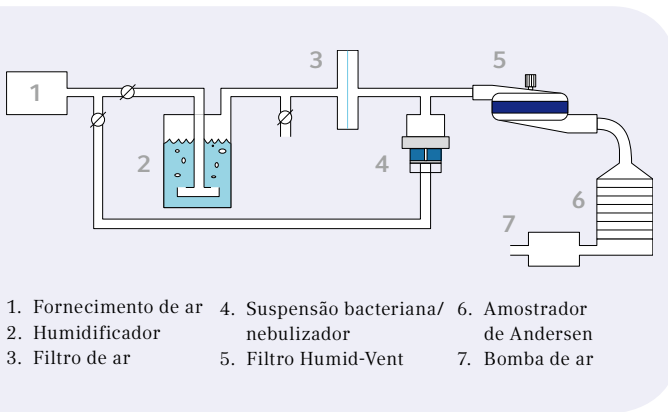 1
2
3
4
5
6
7
1. Fornecimento de ar
2. Humidificador
3. Filtro de ar
4. Suspensão bacteriana/
nebulizador
5. Filtro Humid-Vent
6. Amostrador
de Andersen
7. Bomba de ar